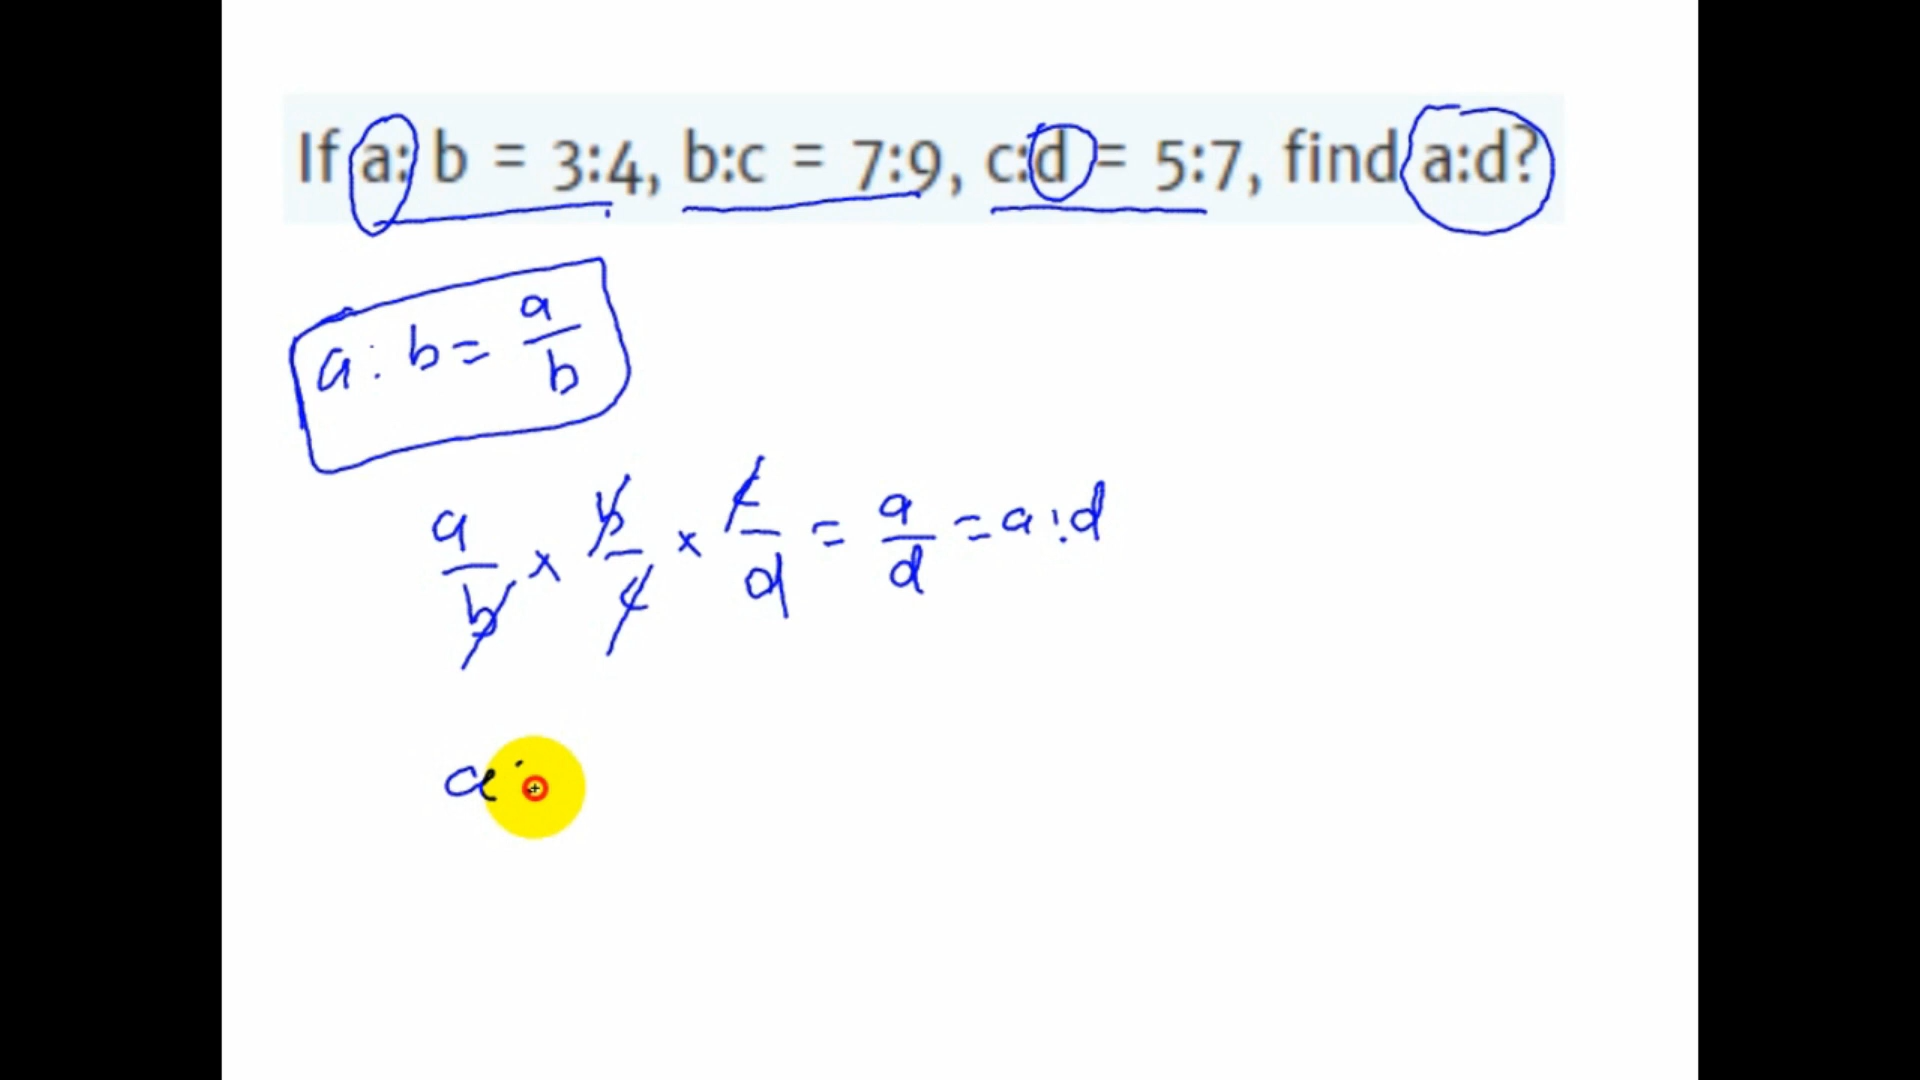 If a: b = 3:4, b:c = 7:9, c:d = 5:7, find a:d?
a : b = a/b
a/b × b/c × c/d = a/d = a:d
a: